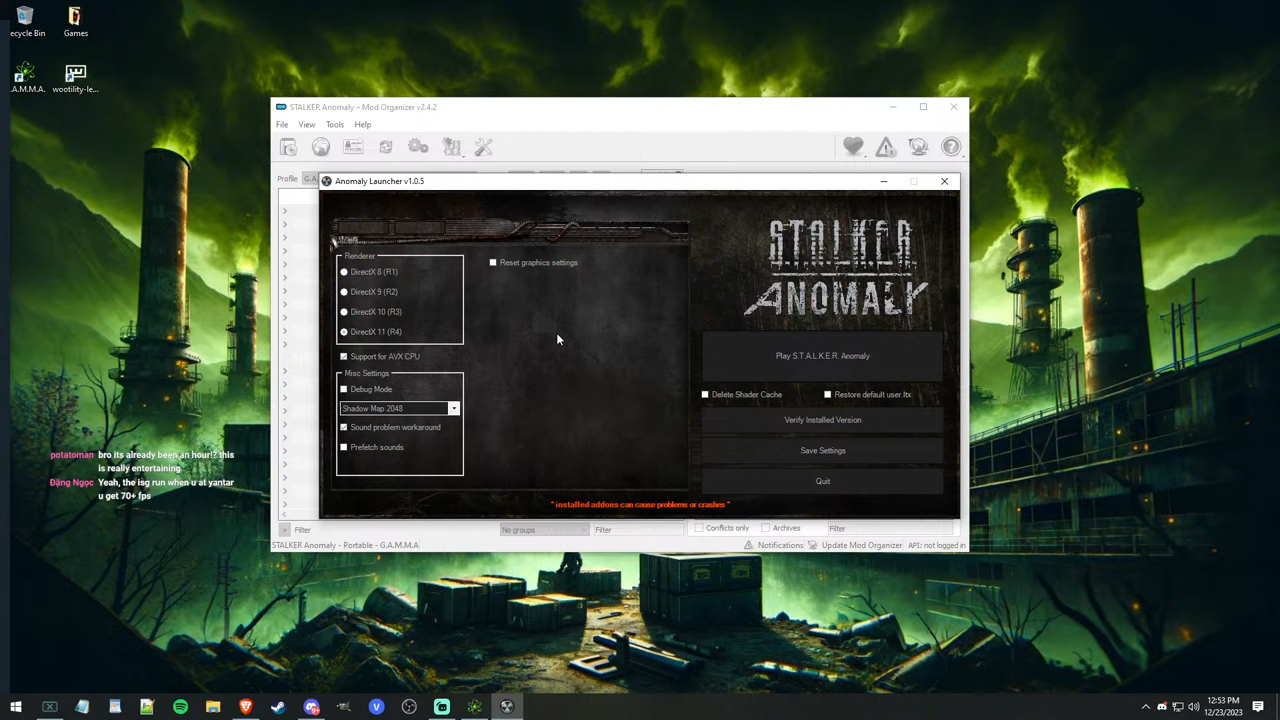 ecycle Bin
Games
.A.M.M.A.
wootility-le...
STALKER Anomaly – Mod Organizer v2.4.2
File View Tools Help
Profile
Anomaly Launcher v1.0.5
Renderer
DirectX 8 (R1)
DirectX 9 (R2)
DirectX 10 (R3)
DirectX 11 (R4)
Reset graphics settings
Support for AVX CPU
Misc Settings
Debug Mode
Shadow Map 2048
Sound problem workaround
Prefetch sounds
S.T.A.L.K.E.R
ANOMALY
Play S.T.A.L.K.E.R. Anomaly
Delete Shader Cache
Restore default user.ltx
Verify Installed Version
Save Settings
Quit
* installed addons can cause problems or crashes *
Filter
No groups
Filter
Conflicts only
Archives
Filter
STALKER Anomaly - Portable - G.A.M.M.A
Notifications
Update Mod Organizer
API: not logged in
potatoman bro its already been an hour!? this
is really entertaining
Đặng Ngọc Yeah, the isg run when u at yantar
u get 70+ fps
12:53 PM
12/23/2023